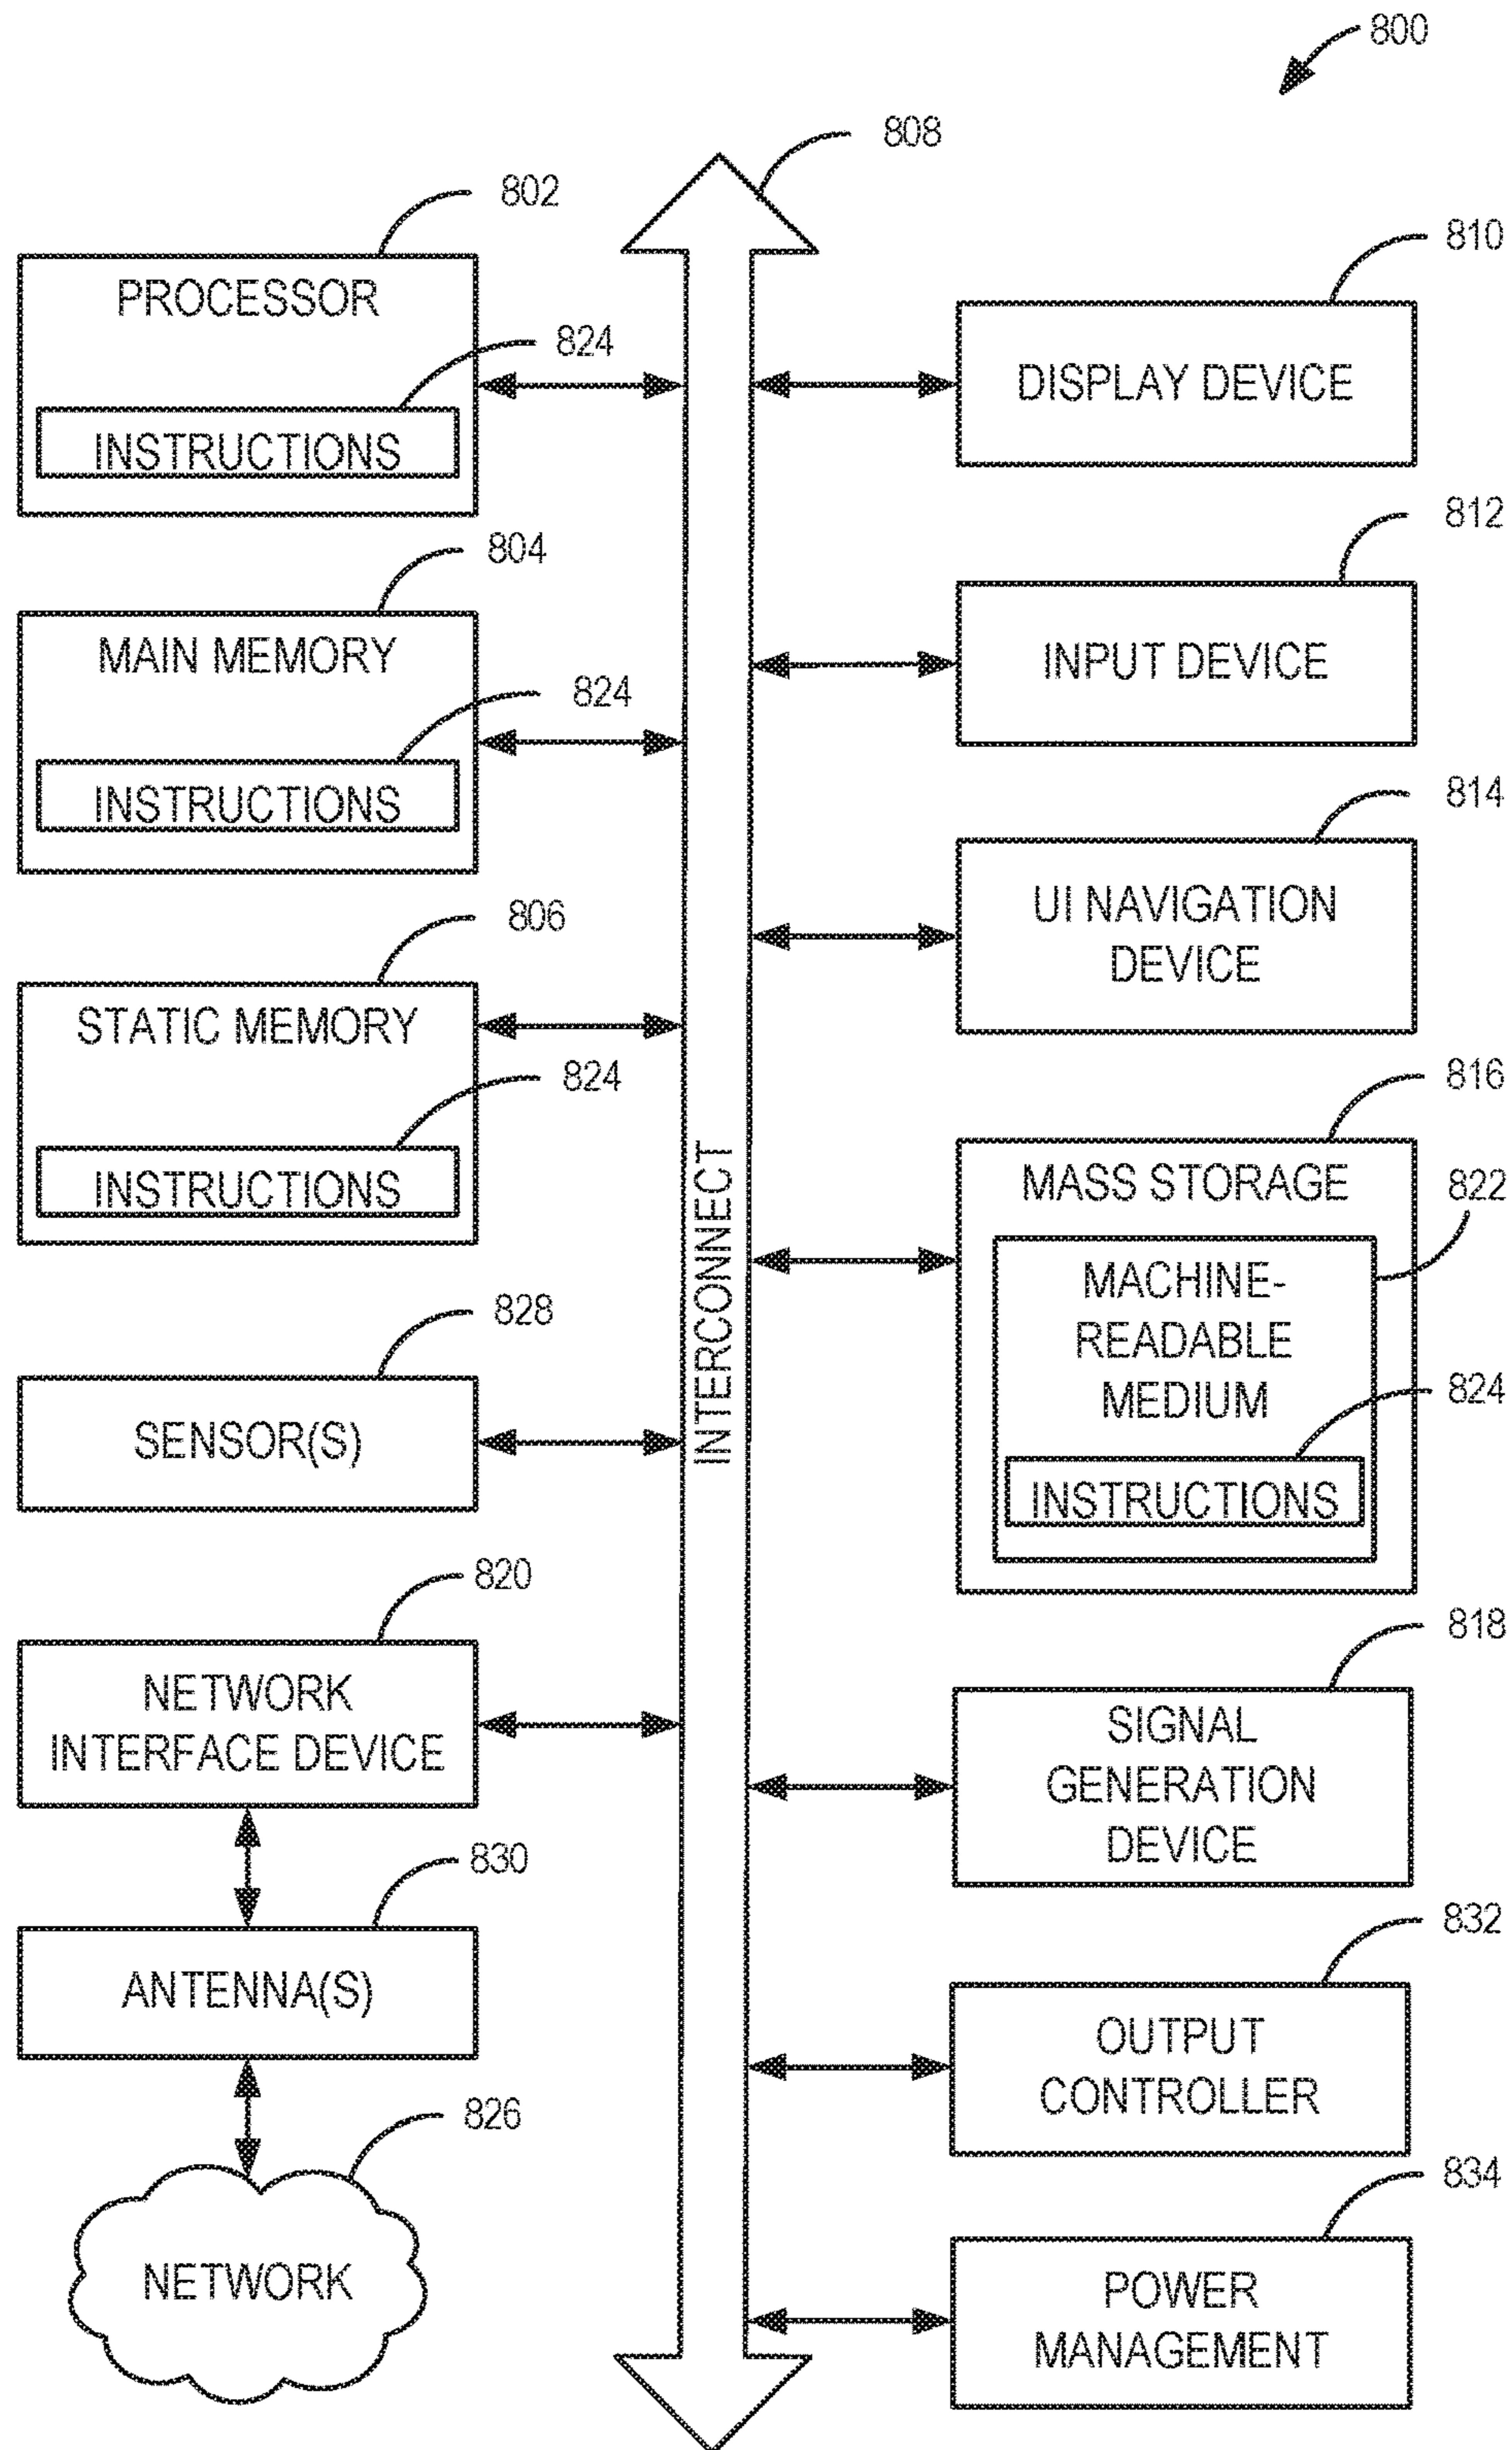 800
808
802
PROCESSOR
824
INSTRUCTIONS
804
MAIN MEMORY
824
INSTRUCTIONS
806
STATIC MEMORY
824
INSTRUCTIONS
828
SENSOR(S)
820
NETWORK
INTERFACE DEVICE
830
ANTENNA(S)
826
NETWORK
INTERCONNECT
810
DISPLAY DEVICE
812
INPUT DEVICE
814
UI NAVIGATION
DEVICE
816
MASS STORAGE
822
MACHINE-
READABLE
MEDIUM
824
INSTRUCTIONS
818
SIGNAL
GENERATION
DEVICE
832
OUTPUT
CONTROLLER
834
POWER
MANAGEMENT